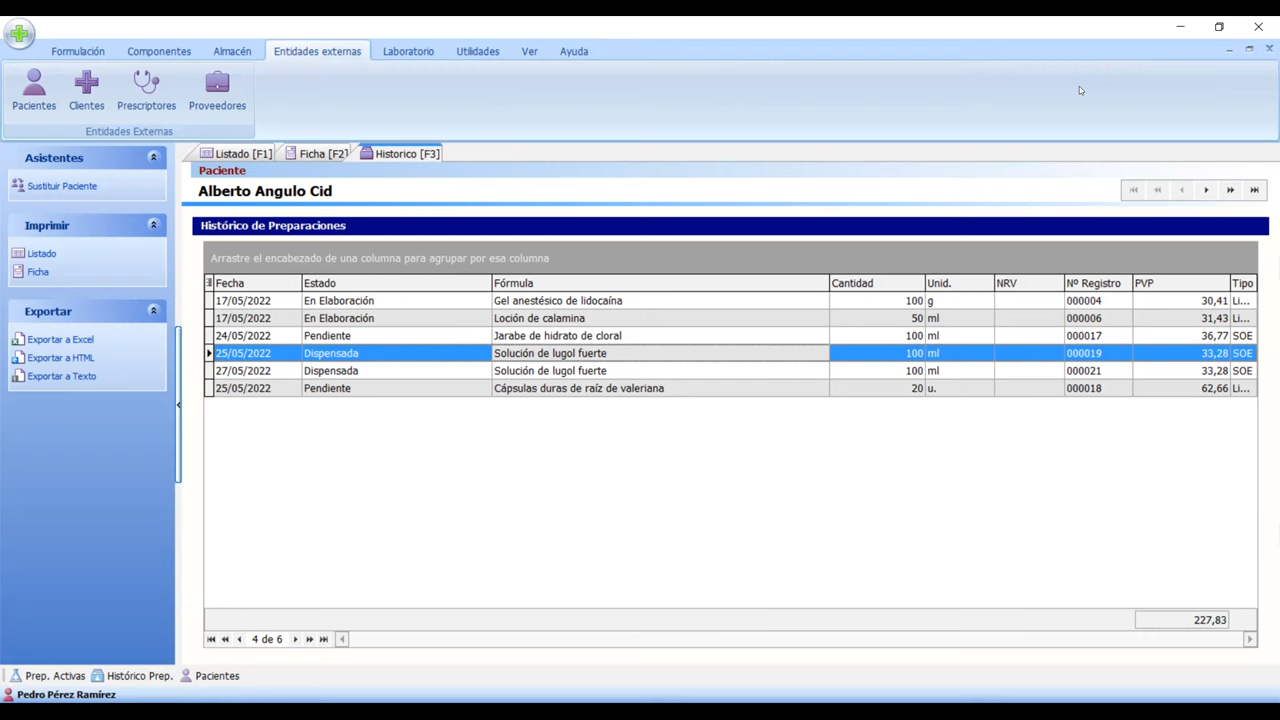 Formulación Componentes Almacén Entidades externas Laboratorio Utilidades Ver Ayuda
Pacientes Clientes Prescriptores Proveedores
Entidades Externas
Asistentes
Sustituir Paciente
Imprimir
Listado
Ficha
Exportar
Exportar a Excel
Exportar a HTML
Exportar a Texto
Listado [F1] Ficha [F2] Historico [F3]
Paciente
Alberto Angulo Cid
Histórico de Preparaciones
Arrastre el encabezado de una columna para agrupar por esa columna
Fecha Estado Fórmula Cantidad Unid. NRV Nº Registro PVP Tipo
17/05/2022 En Elaboración Gel anestésico de lidocaína 100 g 000004 30,41 Li...
17/05/2022 En Elaboración Loción de calamina 50 ml 000006 31,43 Li...
24/05/2022 Pendiente Jarabe de hidrato de cloral 100 ml 000017 36,77 SOE
25/05/2022 Dispensada Solución de lugol fuerte 100 ml 000019 33,28 SOE
27/05/2022 Dispensada Solución de lugol fuerte 100 ml 000021 33,28 SOE
25/05/2022 Pendiente Cápsulas duras de raíz de valeriana 20 u. 000018 62,66 Li...
227,83
4 de 6
Prep. Activas Histórico Prep. Pacientes
Pedro Pérez Ramírez